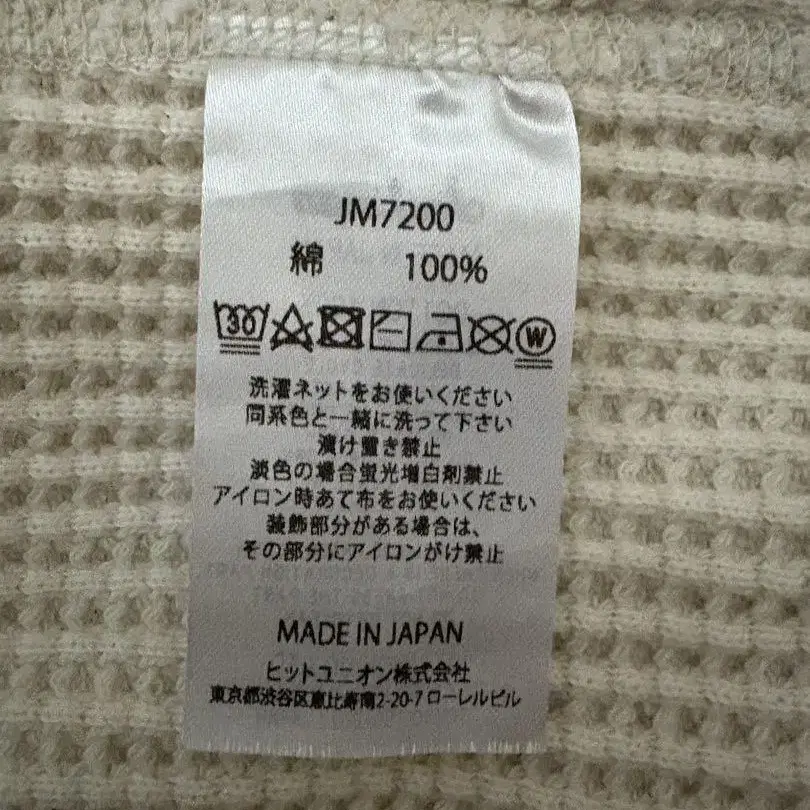 JM7200
綿 100%
30 W
洗濯ネットをお使いください
同系色と一緒に洗って下さい
漬け置き禁止
淡色の場合蛍光増白剤禁止
アイロン時あて布をお使いください
装飾部分がある場合は、
その部分にアイロンがけ禁止
MADE IN JAPAN
ヒットユニオン株式会社
東京都渋谷区恵比寿南2-20-7 ローレルビル